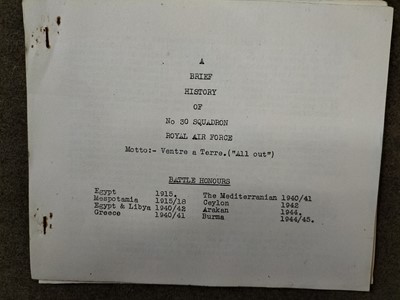 A
BRIEF
HISTORY
OF
No 30 SQUADRON
ROYAL AIR FORCE
Motto:- Ventre a Terre.("All out")
BATTLE HONOURS
Egypt 1915. The Mediterranean 1940/41
Mespotamia 1915/18 Ceylon 1942
Egypt & Libya 1940/42 Arakan 1944.
Greece 1940/41 Burma 1944/45.